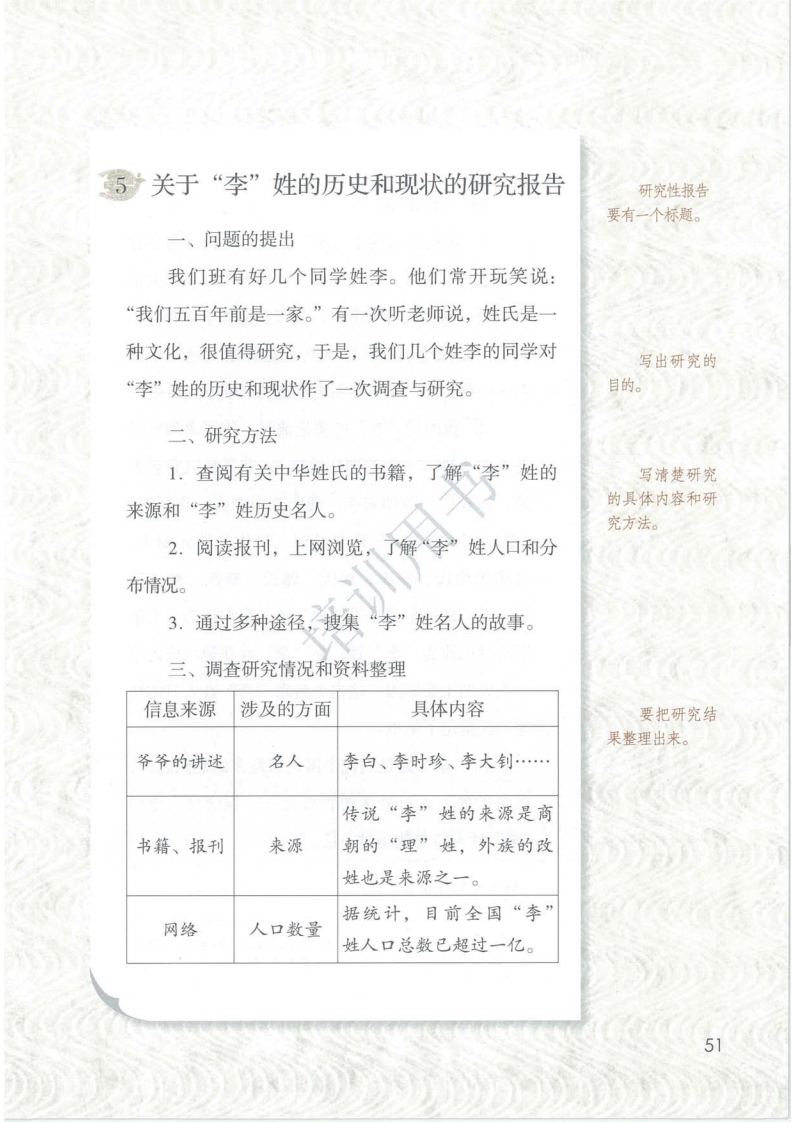 5 关于“李”姓的历史和现状的研究报告
研究性报告
要有一个标题。
一、问题的提出
我们班有好几个同学姓李。他们常开玩笑说：
“我们五百年前是一家。”有一次听老师说，姓氏是一
种文化，很值得研究，于是，我们几个姓李的同学对
“李”姓的历史和现状作了一次调查与研究。
写出研究的
目的。
二、研究方法
1．查阅有关中华姓氏的书籍，了解“李”姓的
来源和“李”姓历史名人。
2．阅读报刊，上网浏览，了解“李”姓人口和分
布情况。
3．通过多种途径，搜集“李”姓名人的故事。
写清楚研究
的具体内容和研
究方法。
培训用书
三、调查研究情况和资料整理
信息来源 涉及的方面 具体内容
爷爷的讲述 名人 李白、李时珍、李大钊……
书籍、报刊 来源 传说“李”姓的来源是商
朝的“理”姓，外族的改
姓也是来源之一。
网络 人口数量 据统计，目前全国“李”
姓人口总数已超过一亿。
要把研究结
果整理出来。
51